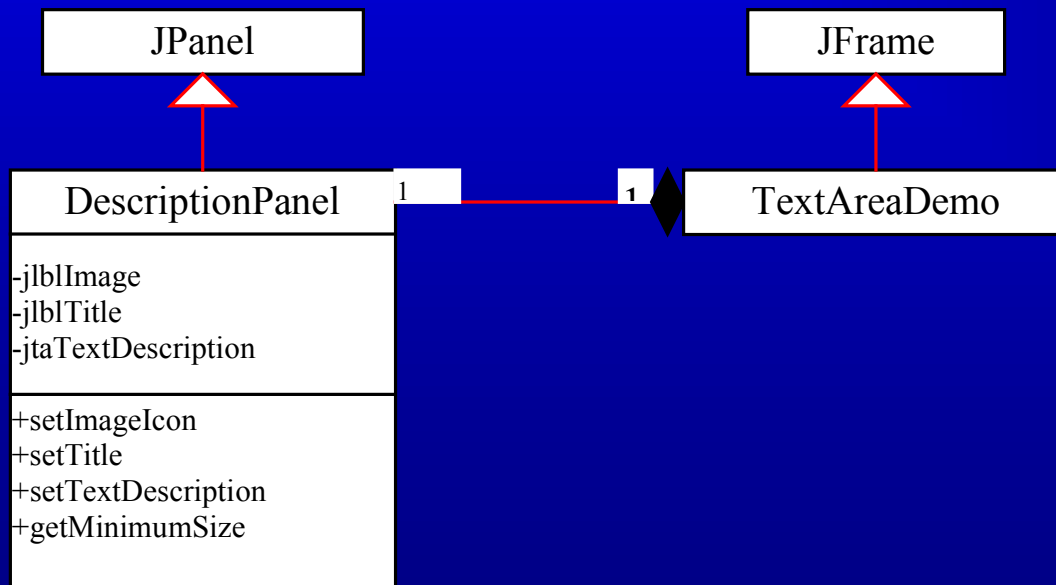 JPanel
JFrame
DescriptionPanel
1
1
TextAreaDemo
-jlblImage
-jlblTitle
-jtaTextDescription
+setImageIcon
+setTitle
+setTextDescription
+getMinimumSize